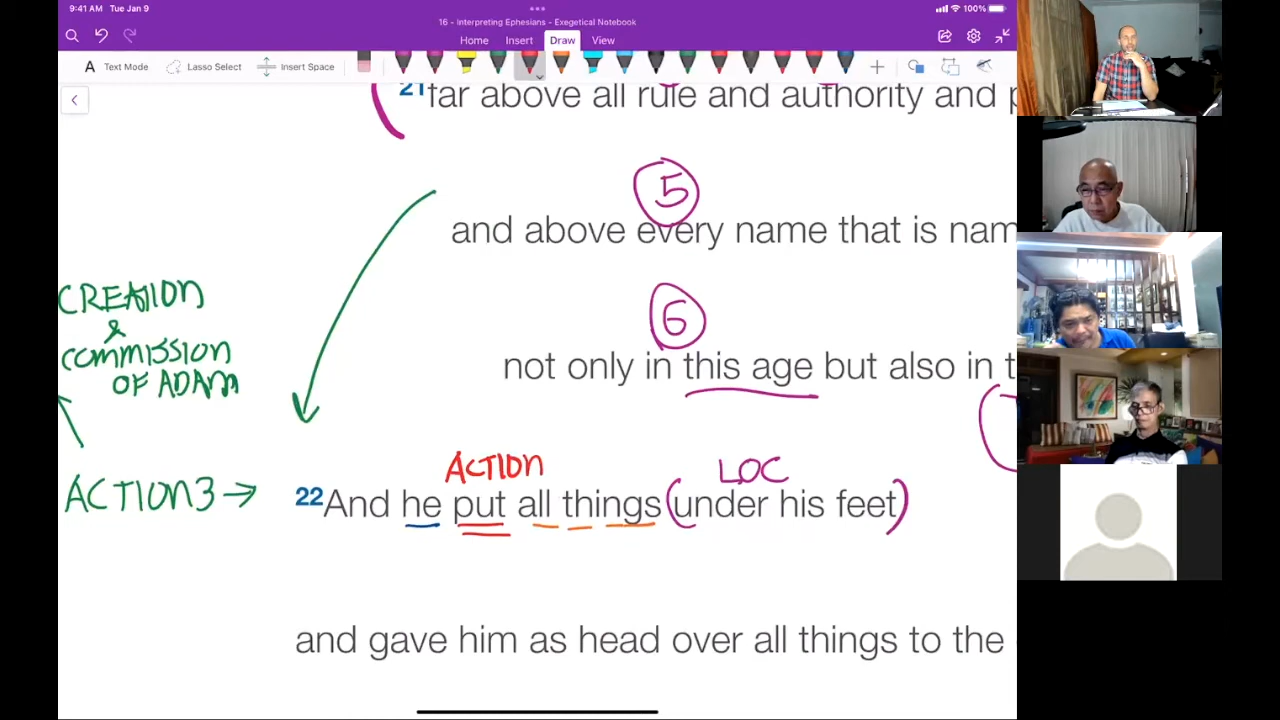 9:41 AM Tue Jan 9
100%
16 - Interpreting Ephesians - Exegetical Notebook
Home Insert Draw View
A Text Mode Lasso Select Insert Space
21 far above all rule and authority and
5
and above every name that is nam
6
CREATION
&
COMMISSION
OF ADAM
not only in this age but also in t
ACTION LOC
ACTION3 → 22 And he put all things (under his feet)
and gave him as head over all things to the